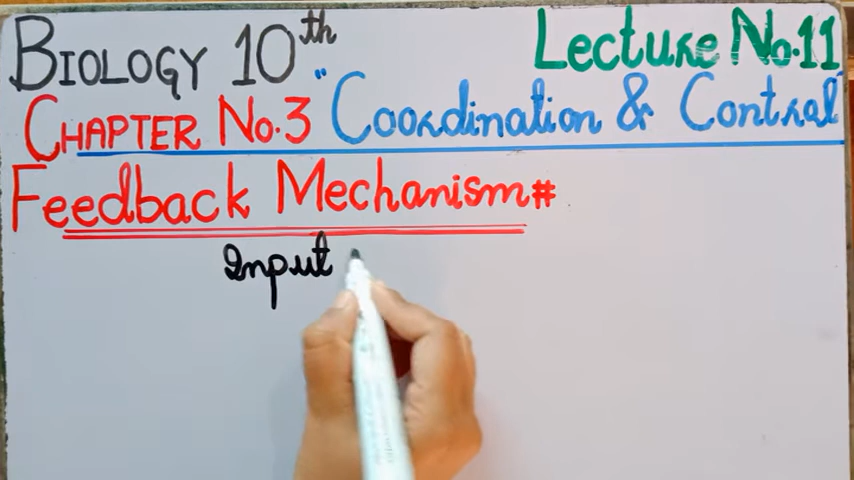 BIOLOGY 10th
Lecture No.11
CHAPTER No.3 "Coordination & Control"
Feedback Mechanism#
Input